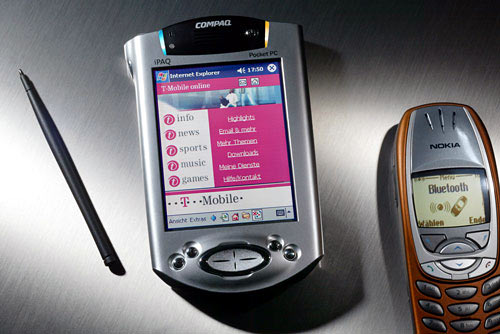 COMPAQ
iPAQ
Pocket PC
Internet Explorer
17:50
T-Mobile online
info
news
sports
music
games
Highlights
Email & mehr
Mehr Themen
Downloads
Meine Dienste
Hilfe/Kontakt
T Mobile
Ansicht Extras
NOKIA
Menü
Bluetooth
Wählen
Ende